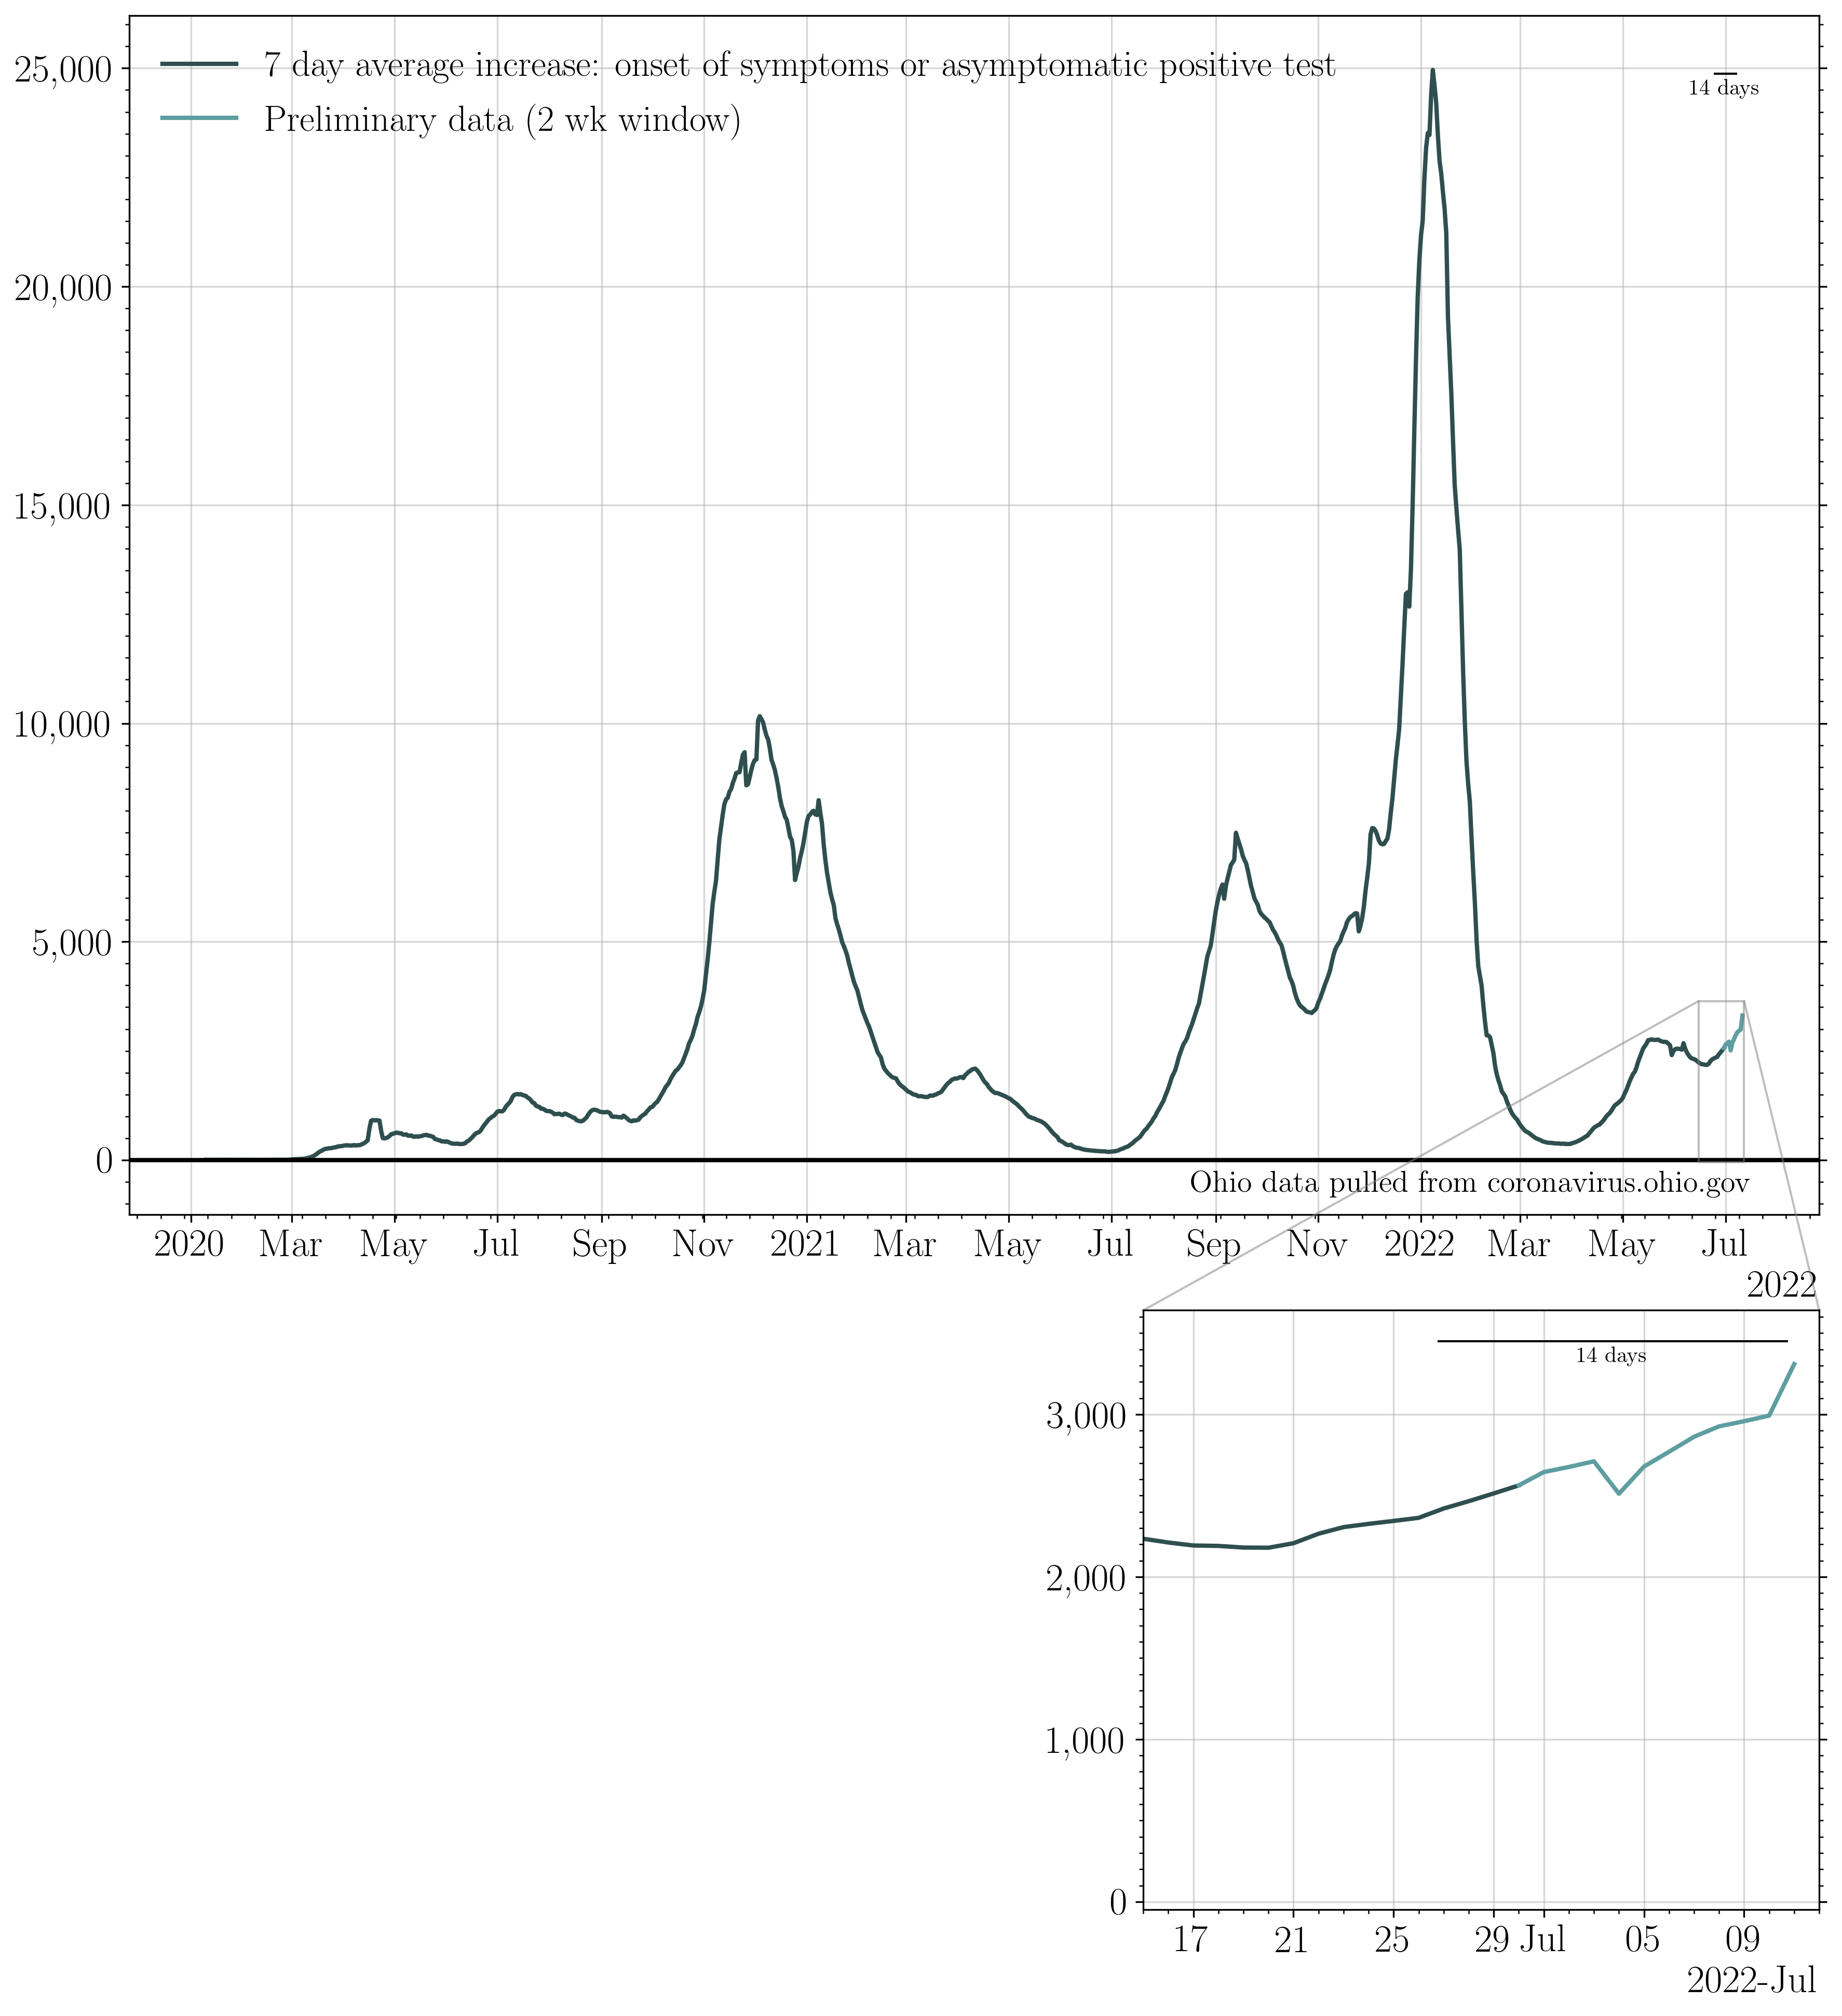 7 day average increase: onset of symptoms or asymptomatic positive test
Preliminary data (2 wk window)
14 days
25,000
20,000
15,000
10,000
5,000
0
Ohio data pulled from coronavirus.ohio.gov
2020 Mar May Jul Sep Nov 2021 Mar May Jul Sep Nov 2022 Mar May Jul
2022
14 days
3,000
2,000
1,000
0
17 21 25 29 Jul 05 09
2022-Jul